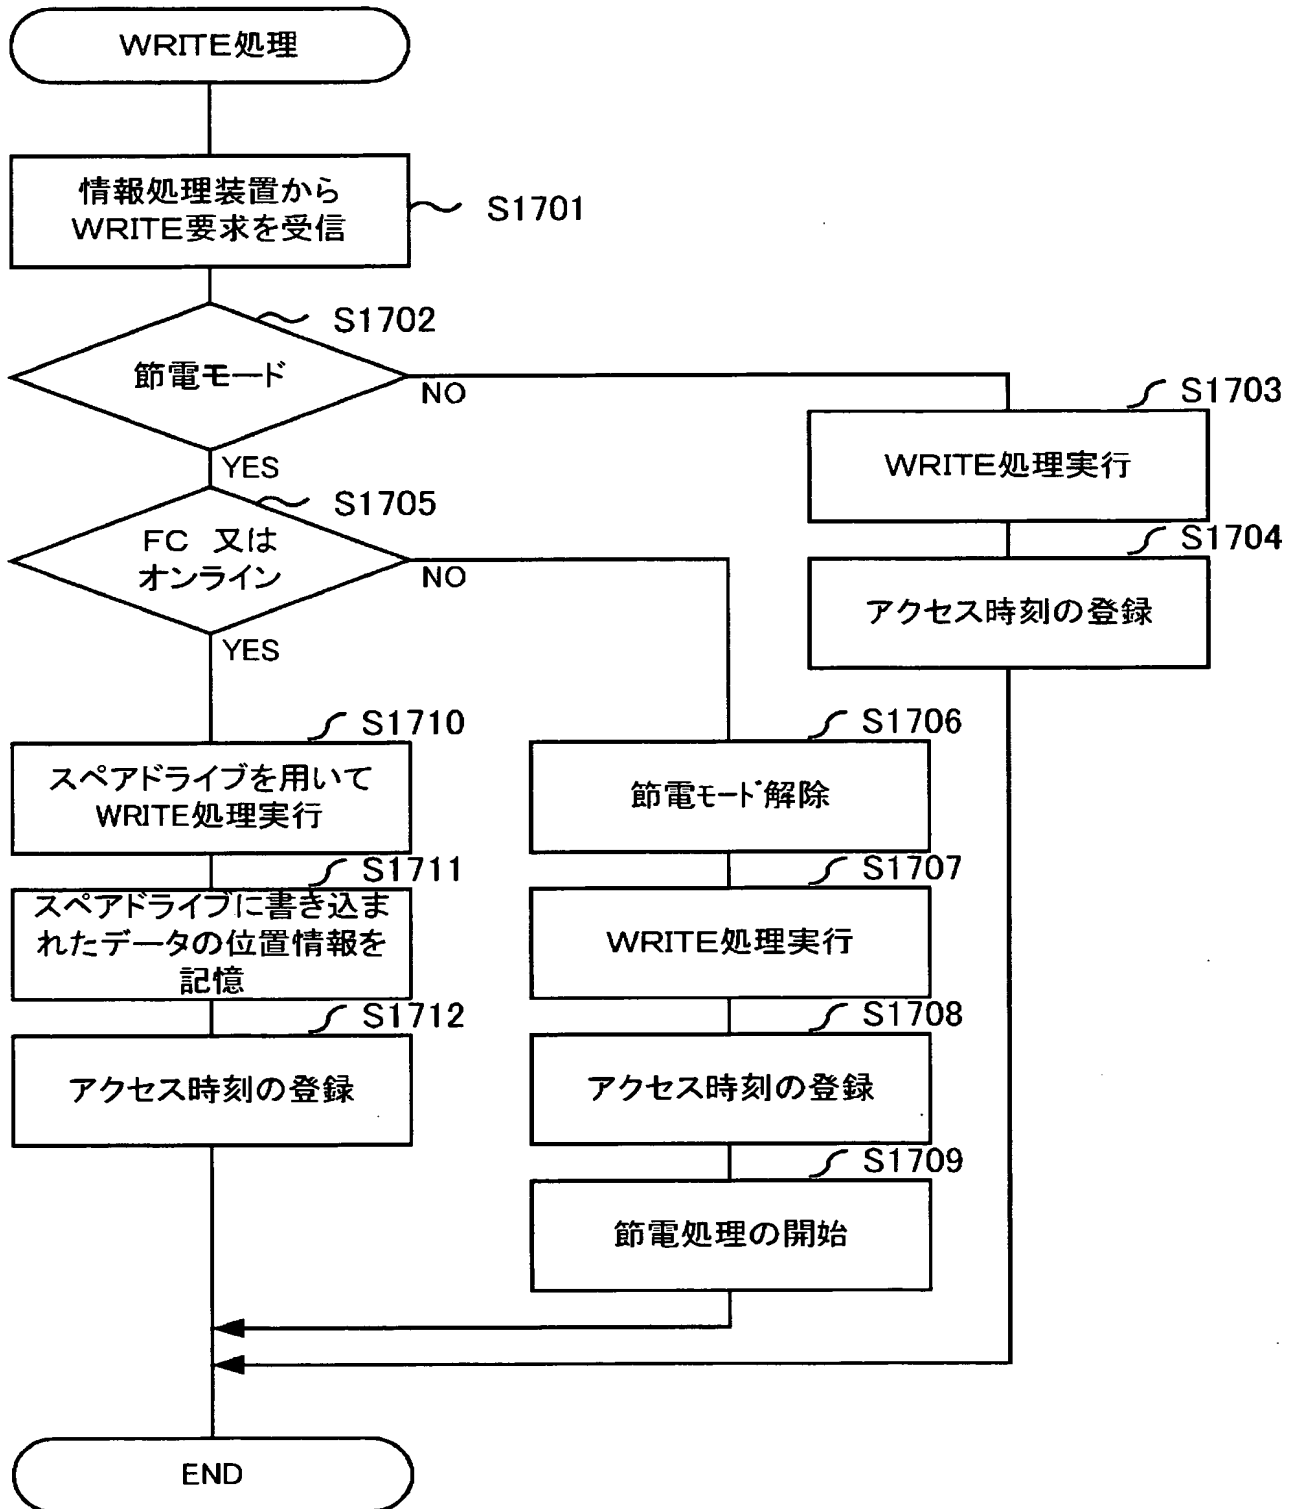 WRITE処理
情報処理装置から
WRITE要求を受信
S1701
S1702
節電モード
NO
YES
S1703
WRITE処理実行
S1704
アクセス時刻の登録
S1705
FC 又は
オンライン
NO
YES
S1710
スペアドライブを用いて
WRITE処理実行
S1711
スペアドライブに書き込ま
れたデータの位置情報を
記憶
S1712
アクセス時刻の登録
S1706
節電モード解除
S1707
WRITE処理実行
S1708
アクセス時刻の登録
S1709
節電処理の開始
END